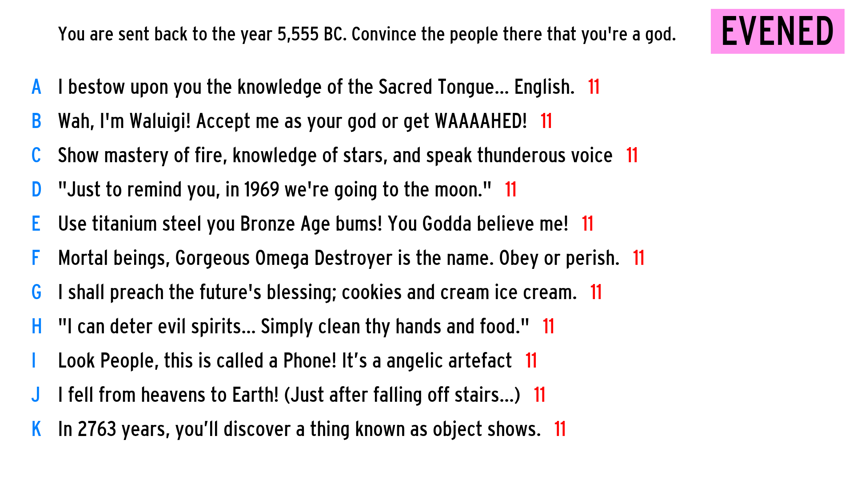 You are sent back to the year 5,555 BC. Convince the people there that you're a god.
EVENED
A I bestow upon you the knowledge of the Sacred Tongue... English. 11
B Wah, I'm Waluigi! Accept me as your god or get WAAAAHED! 11
C Show mastery of fire, knowledge of stars, and speak thunderous voice 11
D "Just to remind you, in 1969 we're going to the moon." 11
E Use titanium steel you Bronze Age bums! You Godda believe me! 11
F Mortal beings, Gorgeous Omega Destroyer is the name. Obey or perish. 11
G I shall preach the future's blessing; cookies and cream ice cream. 11
H "I can deter evil spirits... Simply clean thy hands and food." 11
I Look People, this is called a Phone! It’s a angelic artefact 11
J I fell from heavens to Earth! (Just after falling off stairs...) 11
K In 2763 years, you’ll discover a thing known as object shows. 11